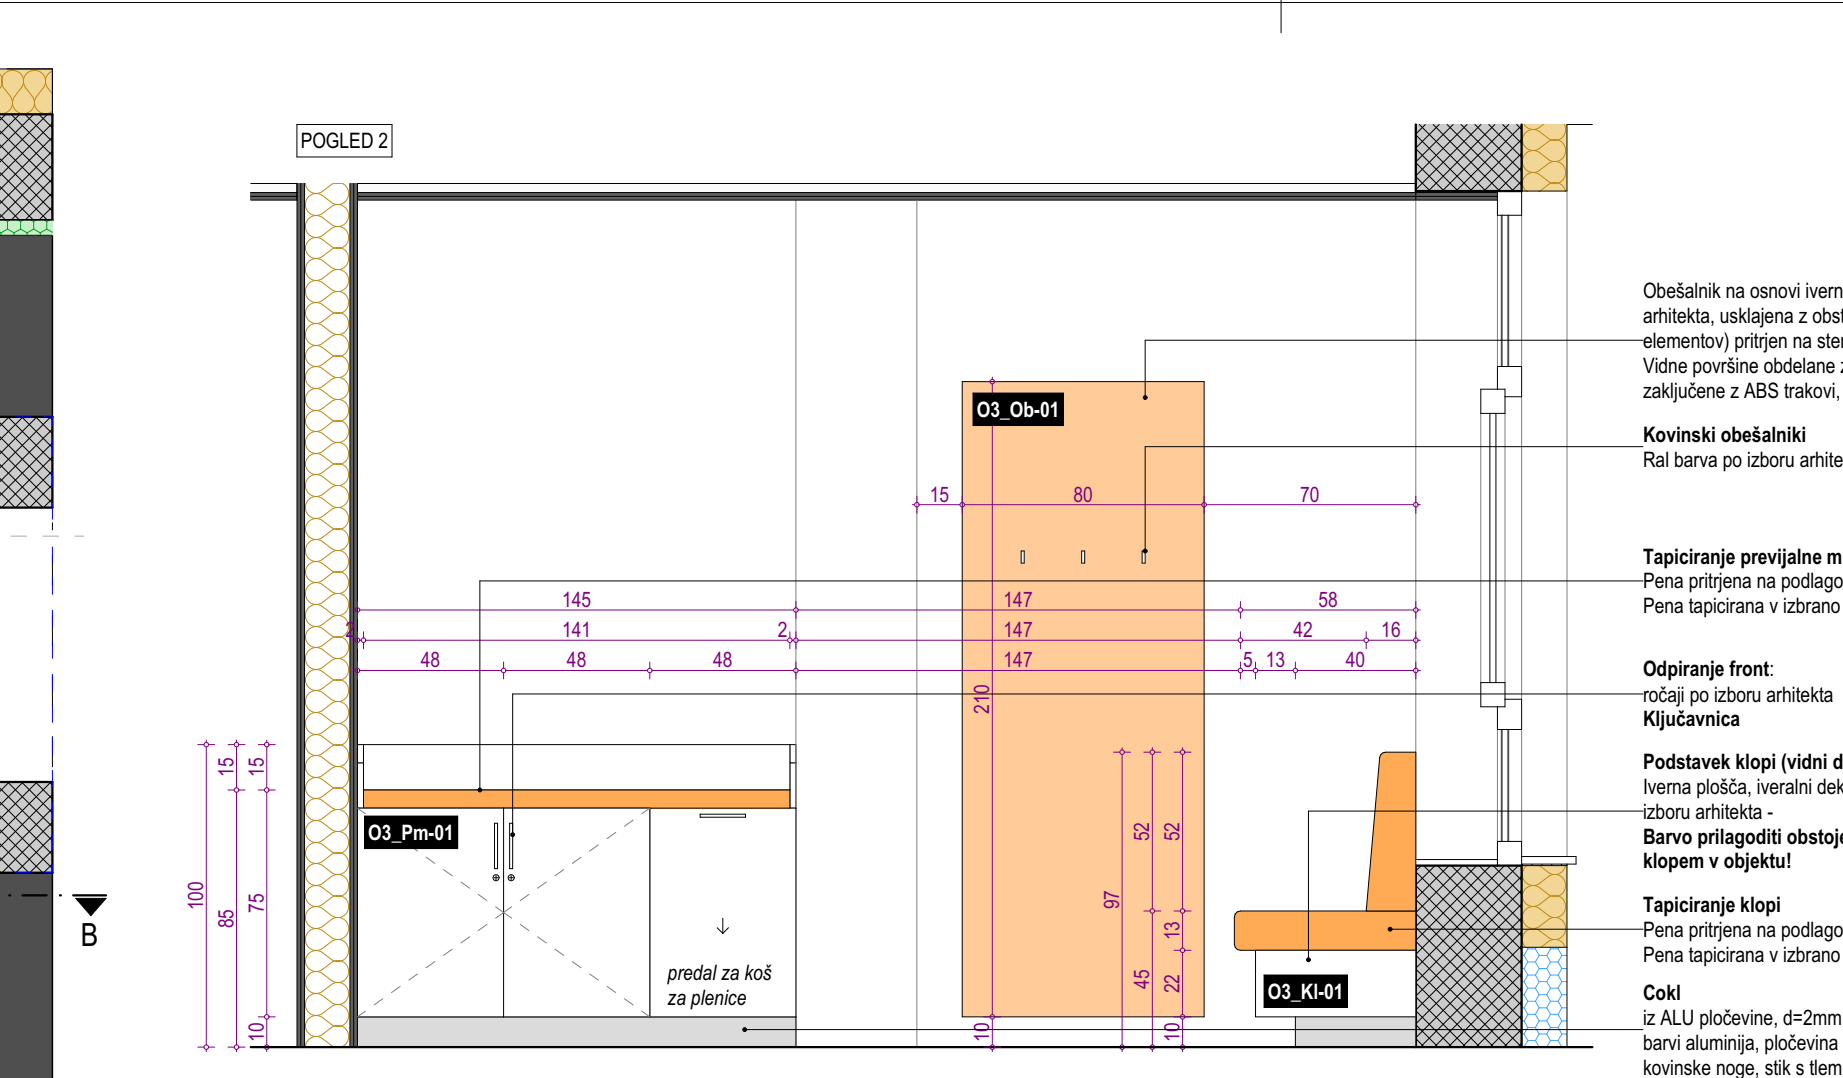 POGLED 2
Obešalnik na osnovi ivern
arhitekta, usklajena z obst
elementov) pritrjen na ster
Vidne površine obdelane z
zaključene z ABS trakovi,
O3_Ob-01
Kovinski obešalniki
Ral barva po izboru arhite
15 80 70
Tapiciranje previjalne m
Pena pritrjena na podlago
Pena tapicirana v izbrano
145 147 58
2 141 2 147 42 16
48 48 48 147 5 13 40
Odpiranje front:
ročaji po izboru arhitekta
Ključavnica
210
Podstavek klopi (vidni d
Iverna plošča, iveralni dek
izboru arhitekta -
Barvo prilagoditi obstoje
klopem v objektu!
15 15
O3_Pm-01
52 52
100 85 75
97
Tapiciranje klopi
Pena pritrjena na podlago
Pena tapicirana v izbrano
B
13
45 22
predal za koš
za plenice
O3_Kl-01
Cokl
iz ALU pločevine, d=2mm
barvi aluminija, pločevina
kovinske noge, stik s tlem
10 10 10